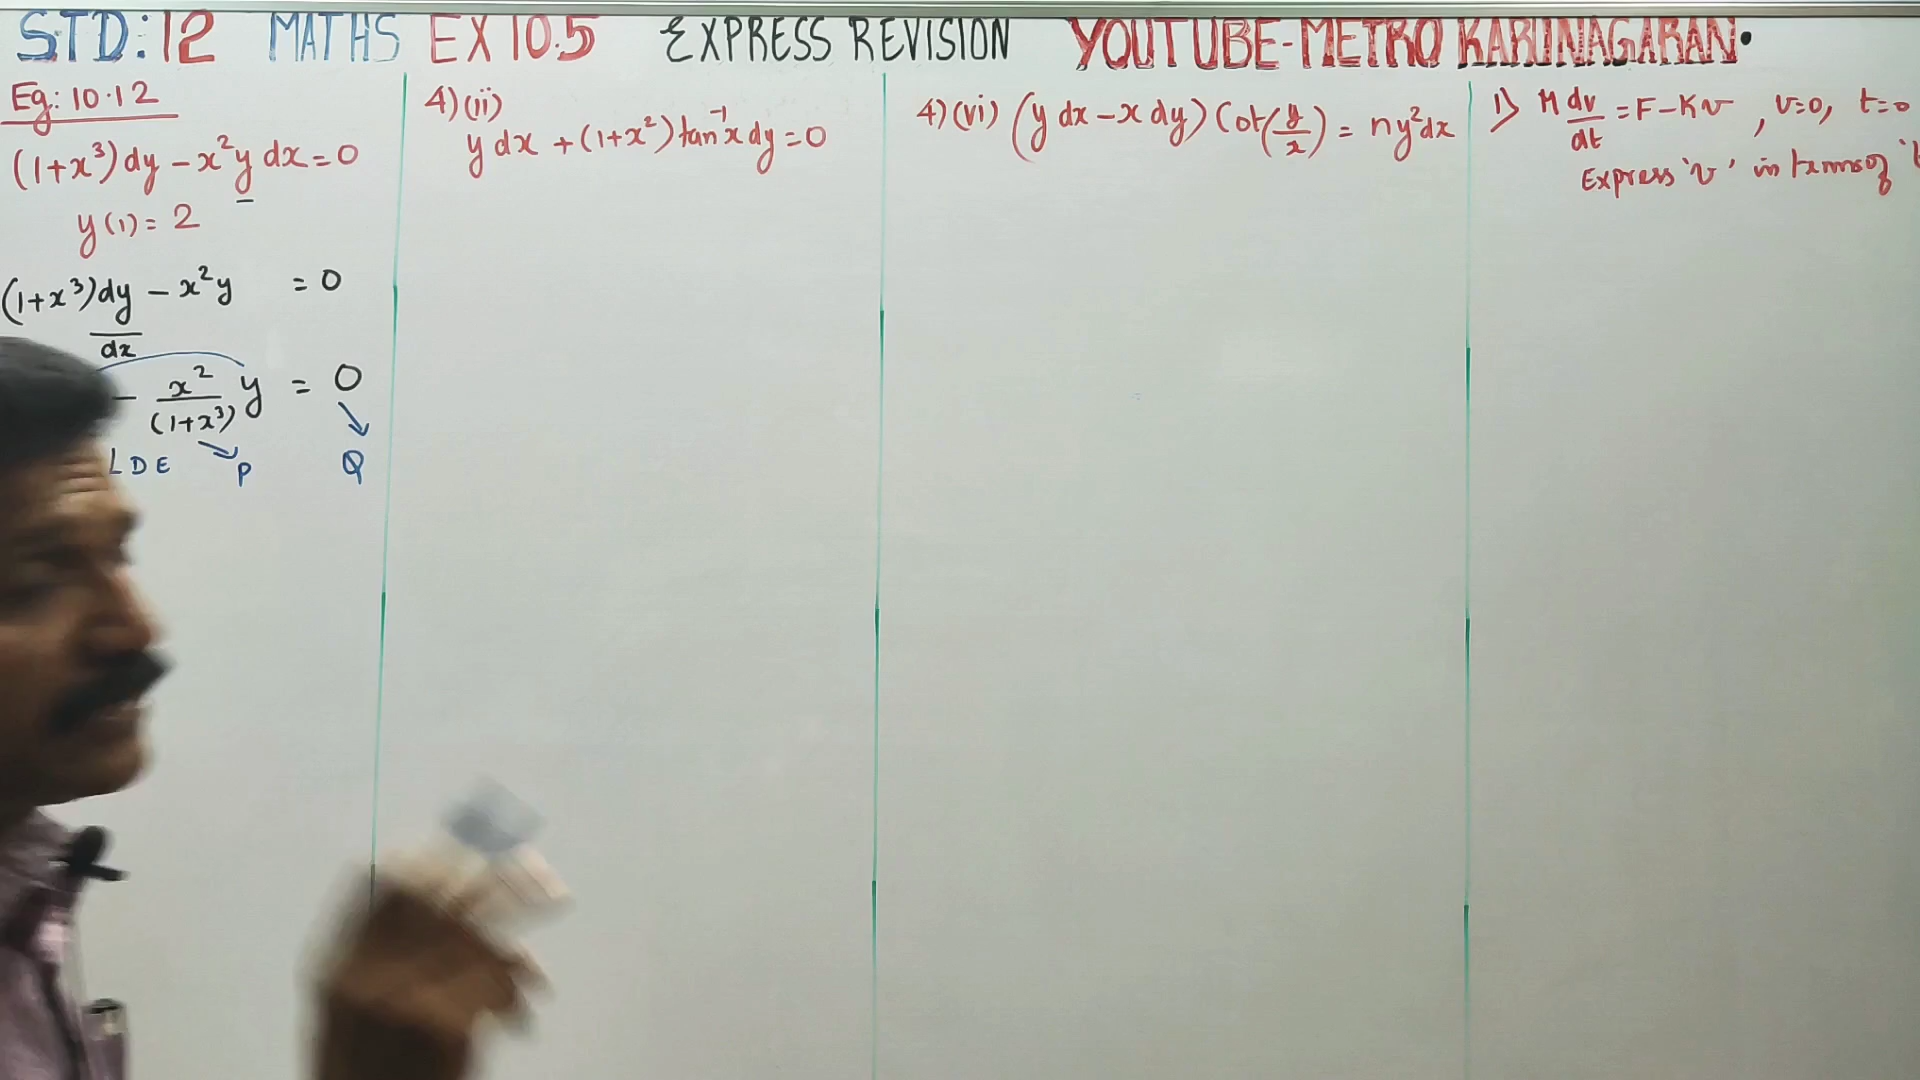 STD:12 MATHS EX 10.5 EXPRESS REVISION YOUTUBE-METRO KARUNAGARAN.
Eg: 10.12
(1+x³)dy - x²y dx = 0
y(1) = 2
(1+x³)dy/dx - x²y = 0
- x²/(1+x³) y = 0
LDE P Q
4)(ii)
y dx + (1+x²)tan⁻¹x dy = 0
4)(vi) (y dx - x dy) Cot(y/x) = ny²dx
1) M dv/dt = F - Kv, v=0, t=0
Express 'v' in terms of 't